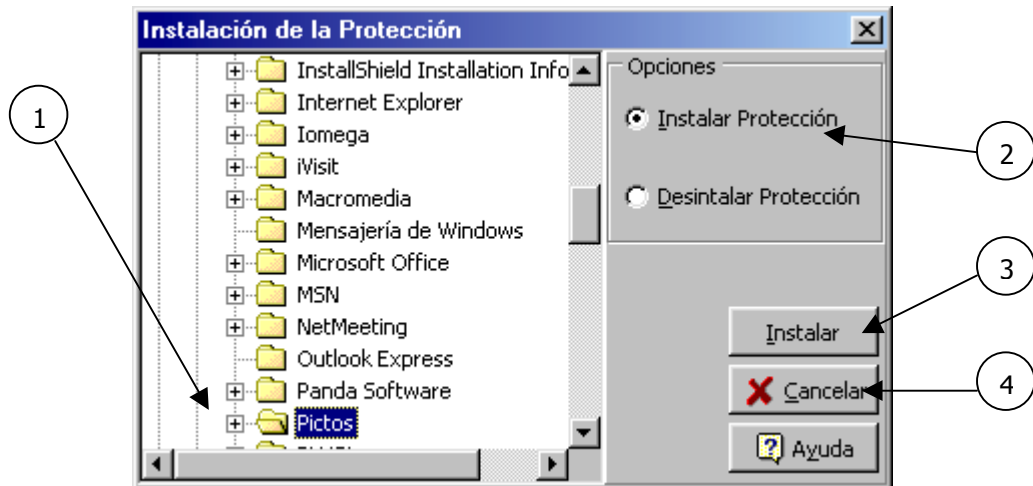 Instalación de la Protección
InstallShield Installation Info
Internet Explorer
Iomega
iVisit
Macromedia
Mensajería de Windows
Microsoft Office
MSN
NetMeeting
Outlook Express
Panda Software
Pictos
Opciones
Instalar Protección
Desintalar Protección
Instalar
Cancelar
Ayuda
1
2
3
4